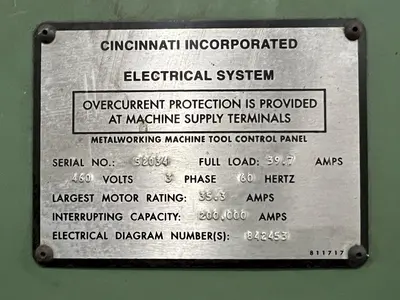 CINCINNATI INCORPORATED
ELECTRICAL SYSTEM
OVERCURRENT PROTECTION IS PROVIDED
AT MACHINE SUPPLY TERMINALS
METALWORKING MACHINE TOOL CONTROL PANEL
SERIAL NO.: 52034 FULL LOAD: 39.7 AMPS
460 VOLTS 3 PHASE 60 HERTZ
LARGEST MOTOR RATING: 35.3 AMPS
INTERRUPTING CAPACITY: 200,000 AMPS
ELECTRICAL DIAGRAM NUMBER(S): 842453
811717